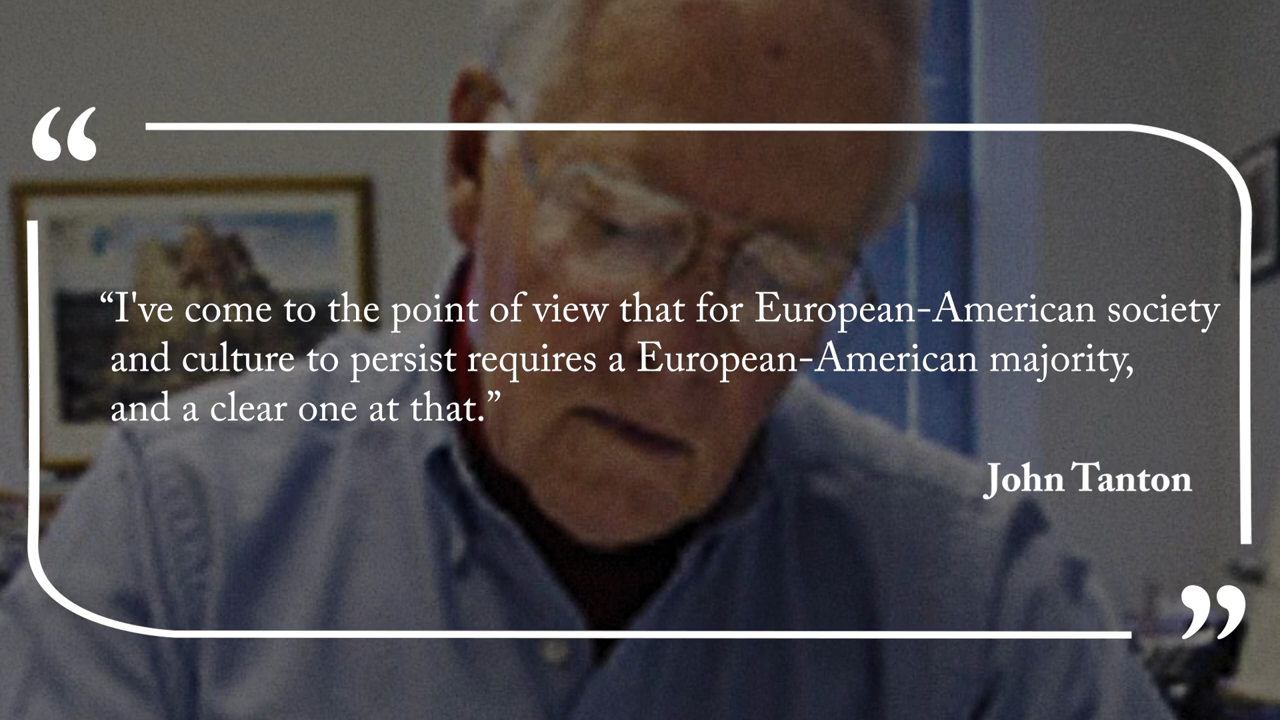 “I've come to the point of view that for European-American society
and culture to persist requires a European-American majority,
and a clear one at that.”
John Tanton